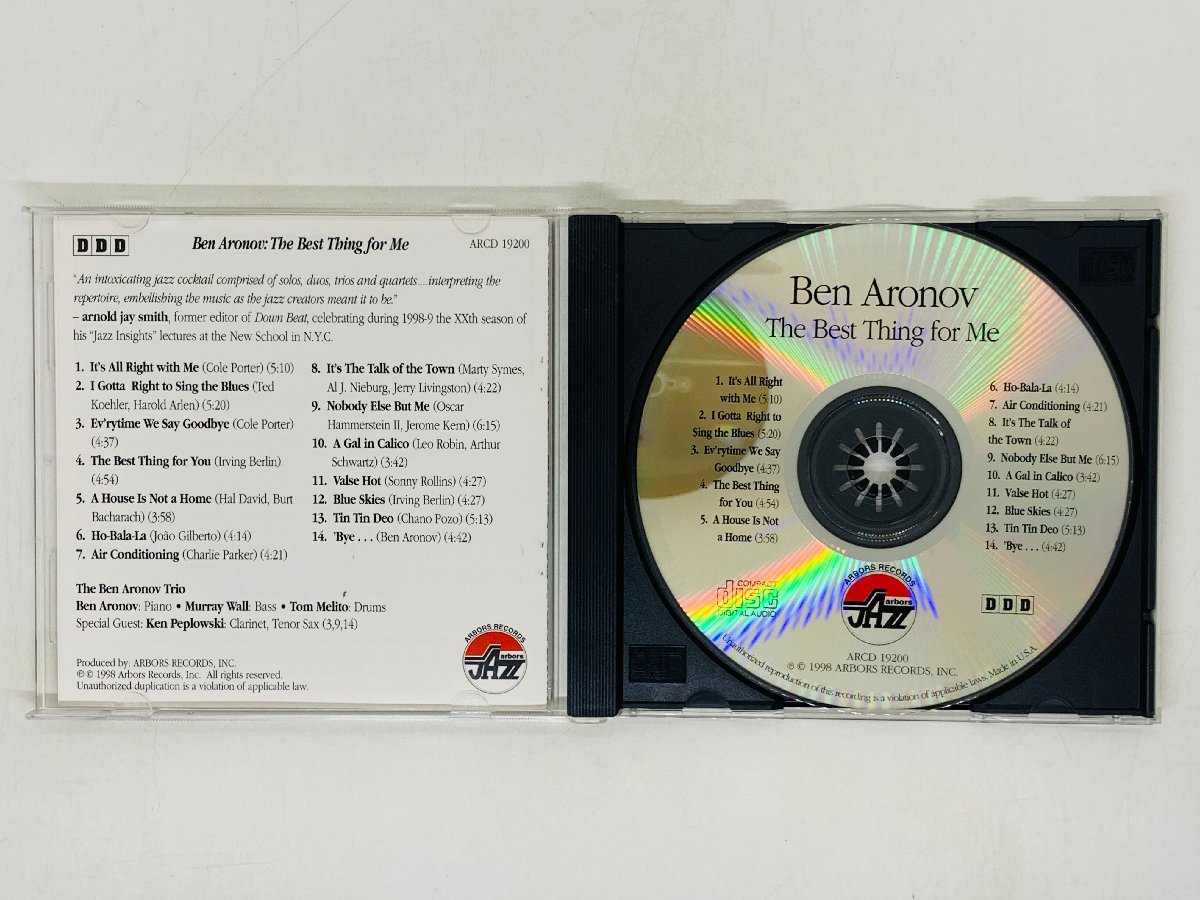 DDD
Ben Aronov: The Best Thing for Me
ARCD 19200
"An intoxicating jazz cocktail comprised of solos, duos, trios and quartets...interpreting the
repertoire, embellishing the music as the jazz creators meant it to be."
– arnold jay smith, former editor of Down Beat, celebrating during 1998-9 the XXth season of
his "Jazz Insights" lectures at the New School in N.Y.C.
1. It's All Right with Me (Cole Porter) (5:10)
2. I Gotta Right to Sing the Blues (Ted
Koehler, Harold Arlen) (5:20)
3. Ev'rytime We Say Goodbye (Cole Porter)
(4:37)
4. The Best Thing for You (Irving Berlin)
(4:54)
5. A House Is Not a Home (Hal David, Burt
Bacharach) (3:58)
6. Ho-Bala-La (João Gilberto) (4:14)
7. Air Conditioning (Charlie Parker) (4:21)
8. It's The Talk of the Town (Marty Symes,
Al J. Nieburg, Jerry Livingston) (4:22)
9. Nobody Else But Me (Oscar
Hammerstein II, Jerome Kern) (6:15)
10. A Gal in Calico (Leo Robin, Arthur
Schwartz) (3:42)
11. Valse Hot (Sonny Rollins) (4:27)
12. Blue Skies (Irving Berlin) (4:27)
13. Tin Tin Deo (Chano Pozo) (5:13)
14. 'Bye . . . (Ben Aronov) (4:42)
The Ben Aronov Trio
Ben Aronov: Piano • Murray Wall: Bass • Tom Melito: Drums
Special Guest: Ken Peplowski: Clarinet, Tenor Sax (3,9,14)
Produced by: ARBORS RECORDS, INC.
℗ © 1998 Arbors Records, Inc. All rights reserved.
Unauthorized duplication is a violation of applicable law.
ARBORS RECORDS
arbors
JAZZ
Ben Aronov
The Best Thing for Me
1. It's All Right
with Me (5:10)
2. I Gotta Right to
Sing the Blues (5:20)
3. Ev'rytime We Say
Goodbye (4:37)
4. The Best Thing
for You (4:54)
5. A House Is Not
a Home (3:58)
6. Ho-Bala-La (4:14)
7. Air Conditioning (4:21)
8. It's The Talk of
the Town (4:22)
9. Nobody Else But Me (6:15)
10. A Gal in Calico (3:42)
11. Valse Hot (4:27)
12. Blue Skies (4:27)
13. Tin Tin Deo (5:13)
14. 'Bye . . . (4:42)
COMPACT
disc
DIGITAL AUDIO
ARBORS RECORDS
arbors
JAZZ
DDD
ARCD 19200
℗ © 1998 ARBORS RECORDS, INC.
Unauthorized reproduction of this recording is a violation of applicable laws. Made in U.S.A
disc
disc